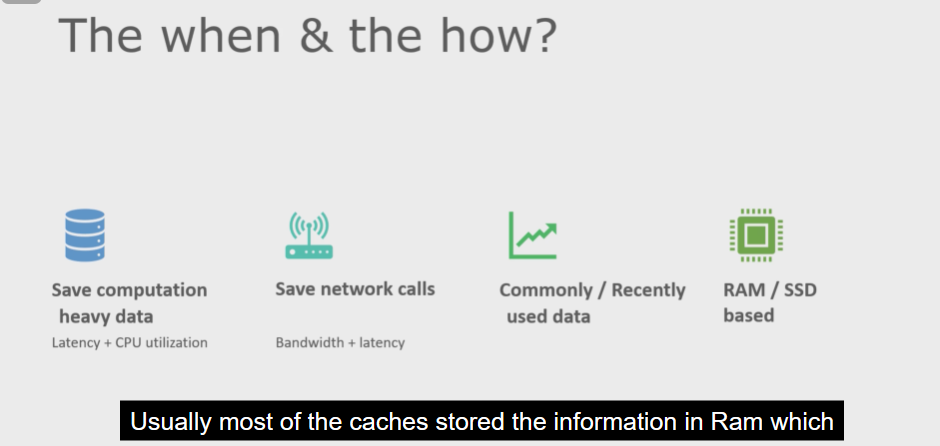 The when & the how?
Save computation
heavy data
Latency + CPU utilization
Save network calls
Bandwidth + latency
Commonly / Recently
used data
RAM / SSD
based
Usually most of the caches stored the information in Ram which